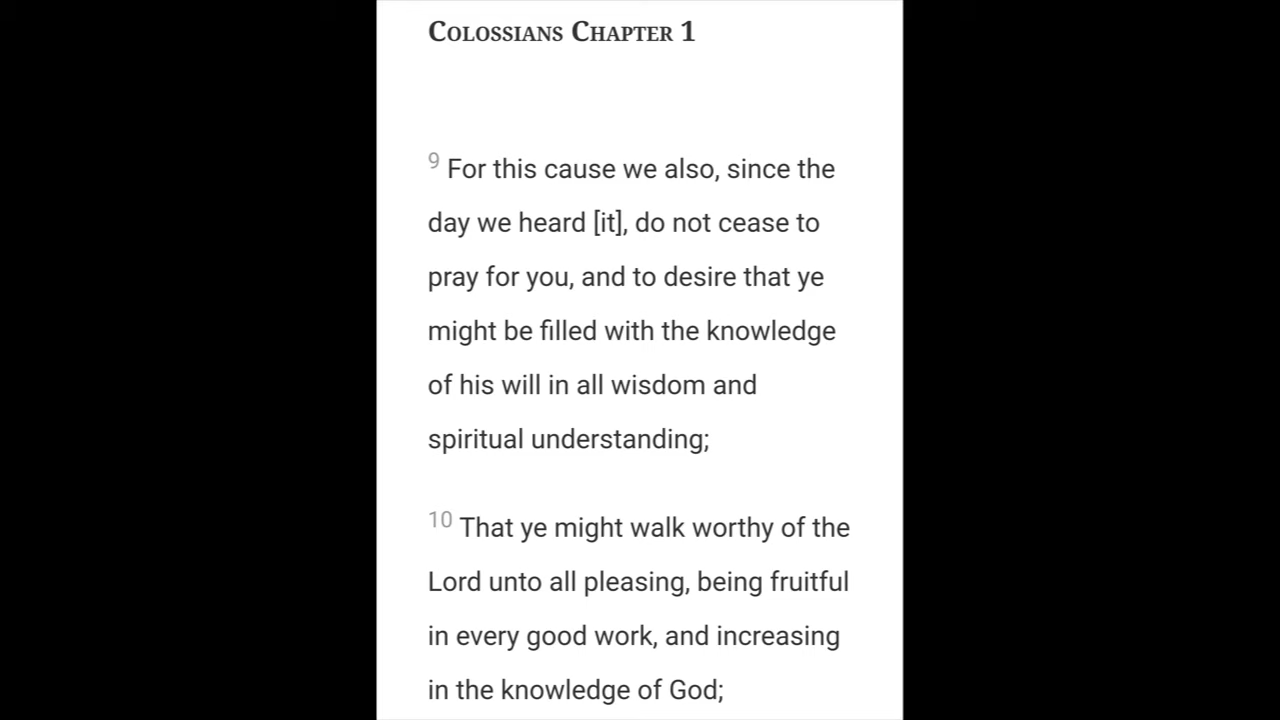 Colossians Chapter 1
9 For this cause we also, since the
day we heard [it], do not cease to
pray for you, and to desire that ye
might be filled with the knowledge
of his will in all wisdom and
spiritual understanding;
10 That ye might walk worthy of the
Lord unto all pleasing, being fruitful
in every good work, and increasing
in the knowledge of God;